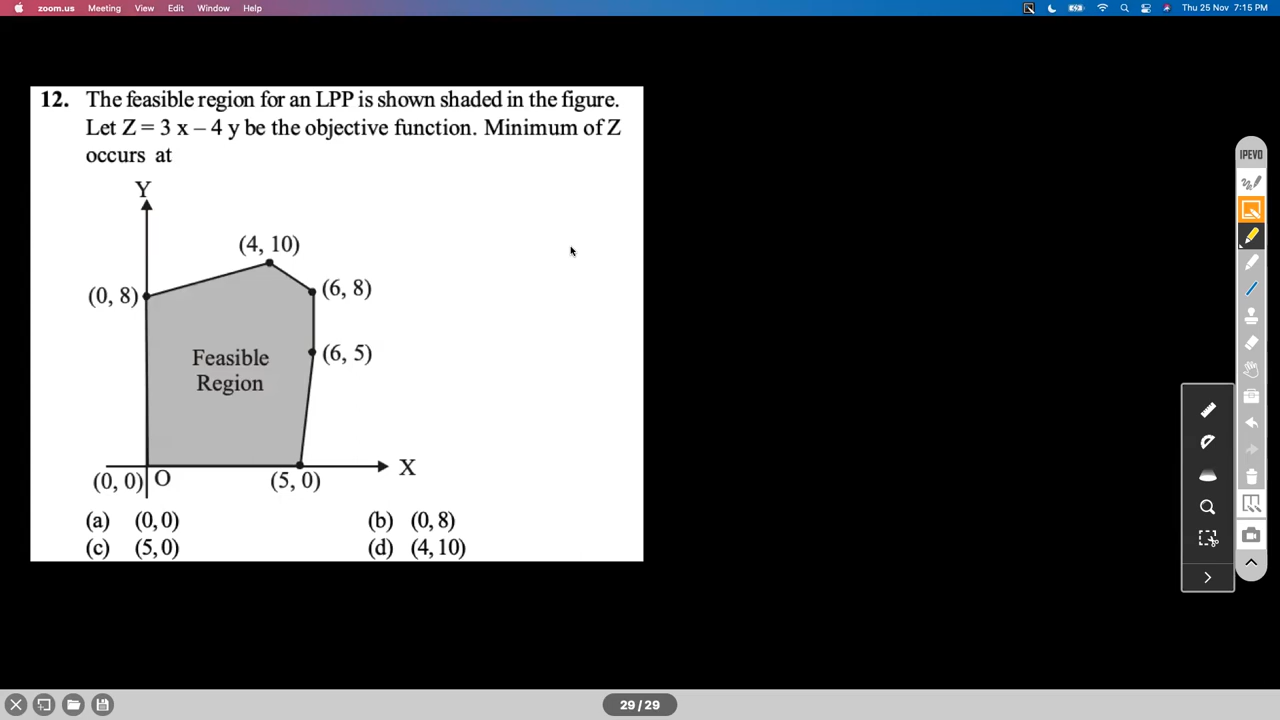 zoom.us Meeting View Edit Window Help Thu 25 Nov 7:15 PM
12. The feasible region for an LPP is shown shaded in the figure.
Let Z = 3 x – 4 y be the objective function. Minimum of Z
occurs at
Y
(4, 10)
(6, 8)
(0, 8)
(6, 5)
Feasible
Region
X
(0, 0) O (5, 0)
(a) (0, 0) (b) (0, 8)
(c) (5, 0) (d) (4, 10)
IPEVO
29 / 29